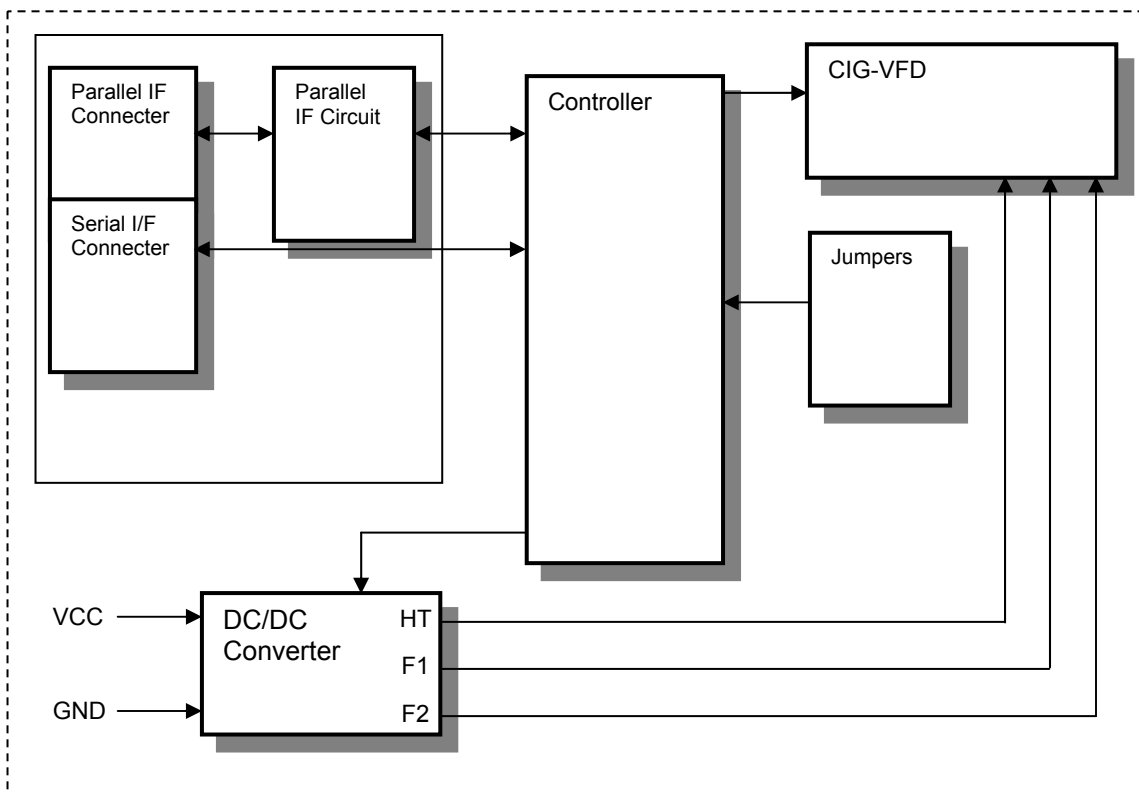 Parallel IF
Connecter
Parallel
IF Circuit
Controller
CIG-VFD
Serial I/F
Connecter
Jumpers
VCC
GND
DC/DC
Converter
HT
F1
F2